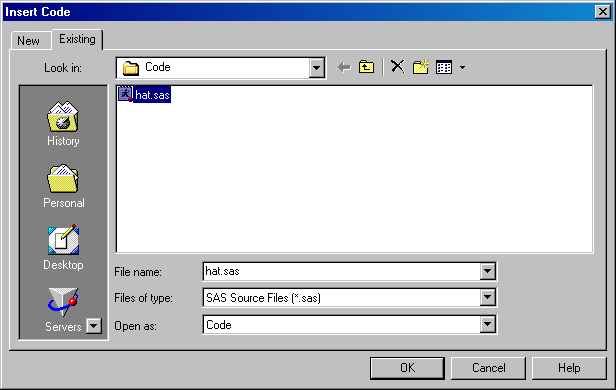 Insert Code
New
Existing
Look in:
Code
hat.sas
History
Personal
Desktop
Servers
File name:
hat.sas
Files of type:
SAS Source Files (*.sas)
Open as:
Code
OK
Cancel
Help